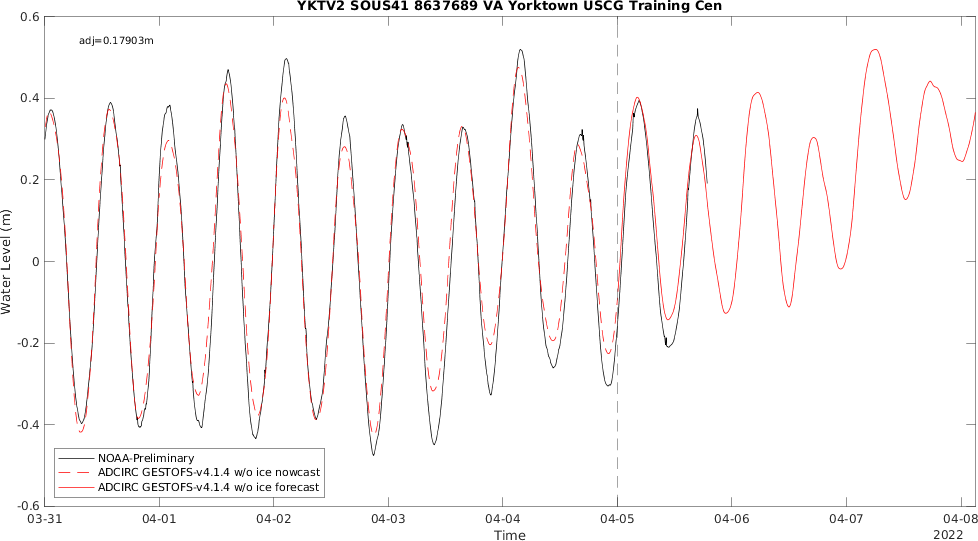 YKTV2 SOUS41 8637689 VA Yorktown USCG Training Cen
adj=0.17903m
0.6
0.4
0.2
0
-0.2
-0.4
-0.6
Water Level (m)
NOAA-Preliminary
ADCIRC GESTOFS-v4.1.4 w/o ice nowcast
ADCIRC GESTOFS-v4.1.4 w/o ice forecast
03-31 04-01 04-02 04-03 04-04 04-05 04-06 04-07 04-08
Time
2022